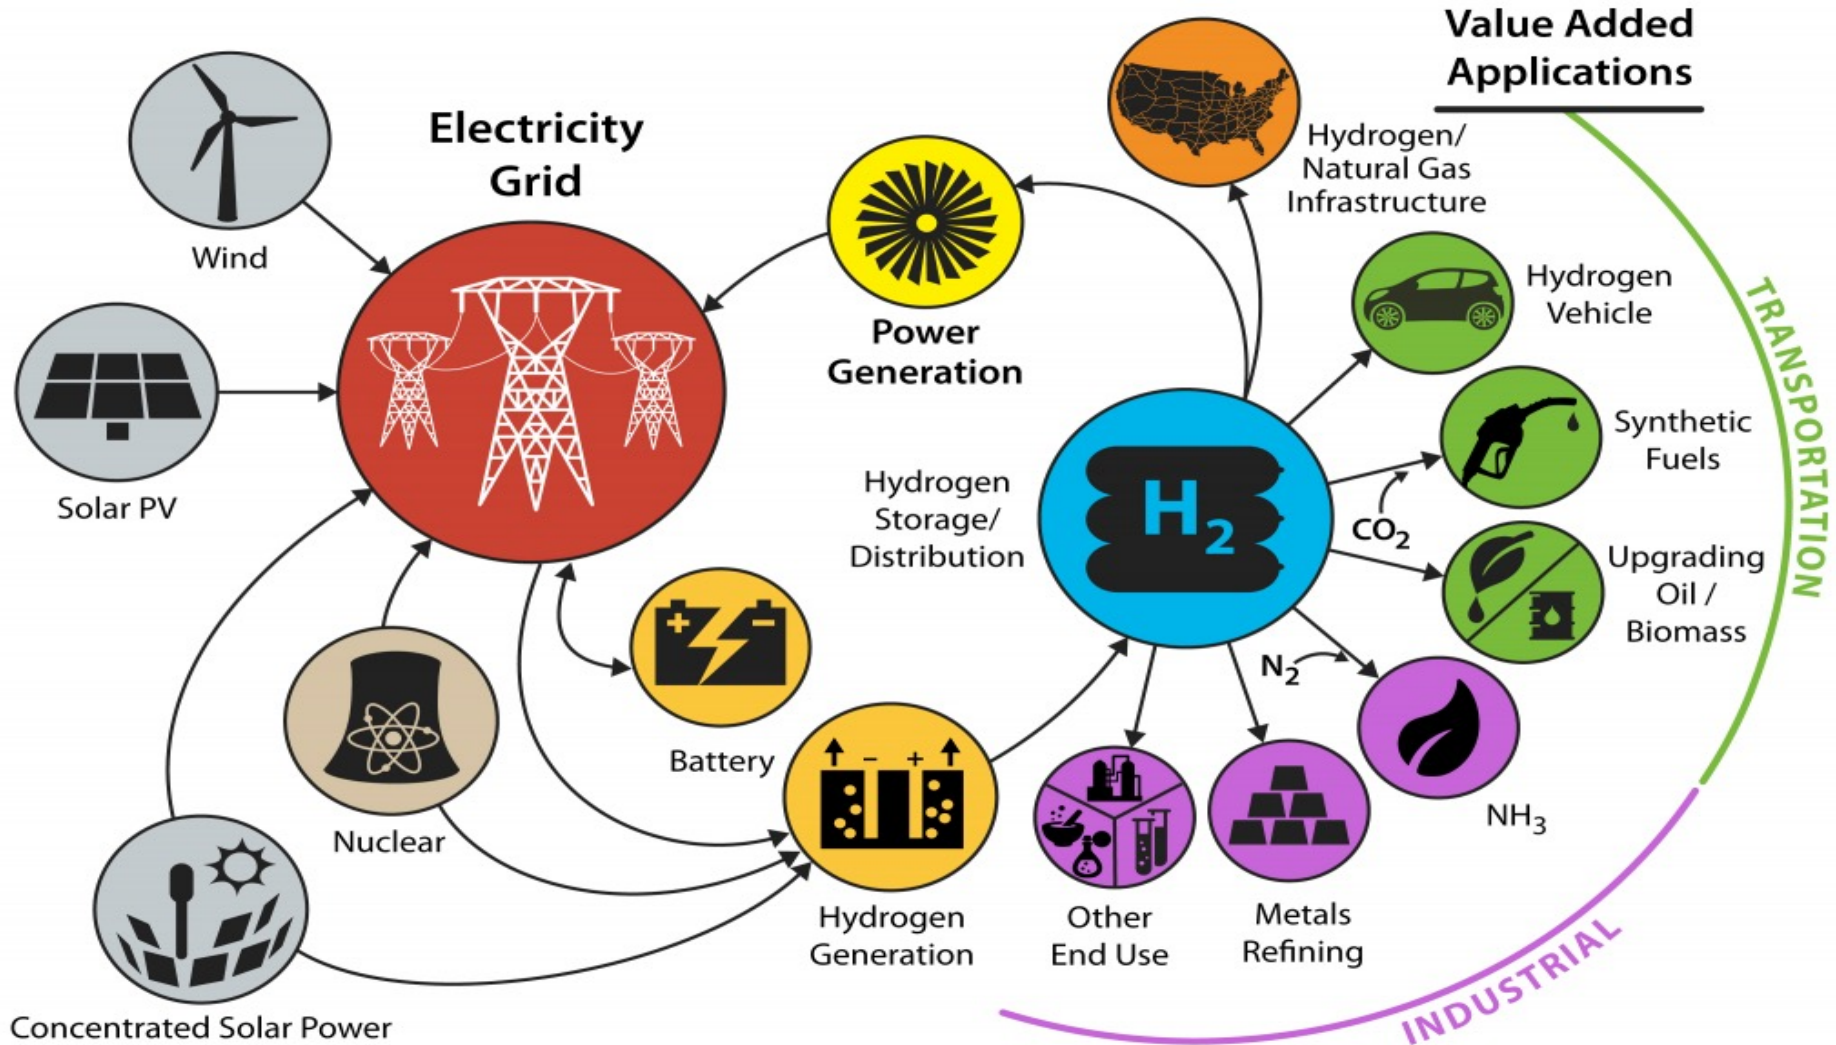 Value Added
Applications
Electricity
Grid
Wind
Solar PV
Power
Generation
Hydrogen/
Natural Gas
Infrastructure
Hydrogen
Vehicle
Synthetic
Fuels
CO₂
Upgrading
Oil /
Biomass
TRANSPORTATION
Hydrogen
Storage/
Distribution
H₂
N₂
NH₃
+ −
Battery
− +
Nuclear
Hydrogen
Generation
Other
End Use
Metals
Refining
INDUSTRIAL
Concentrated Solar Power